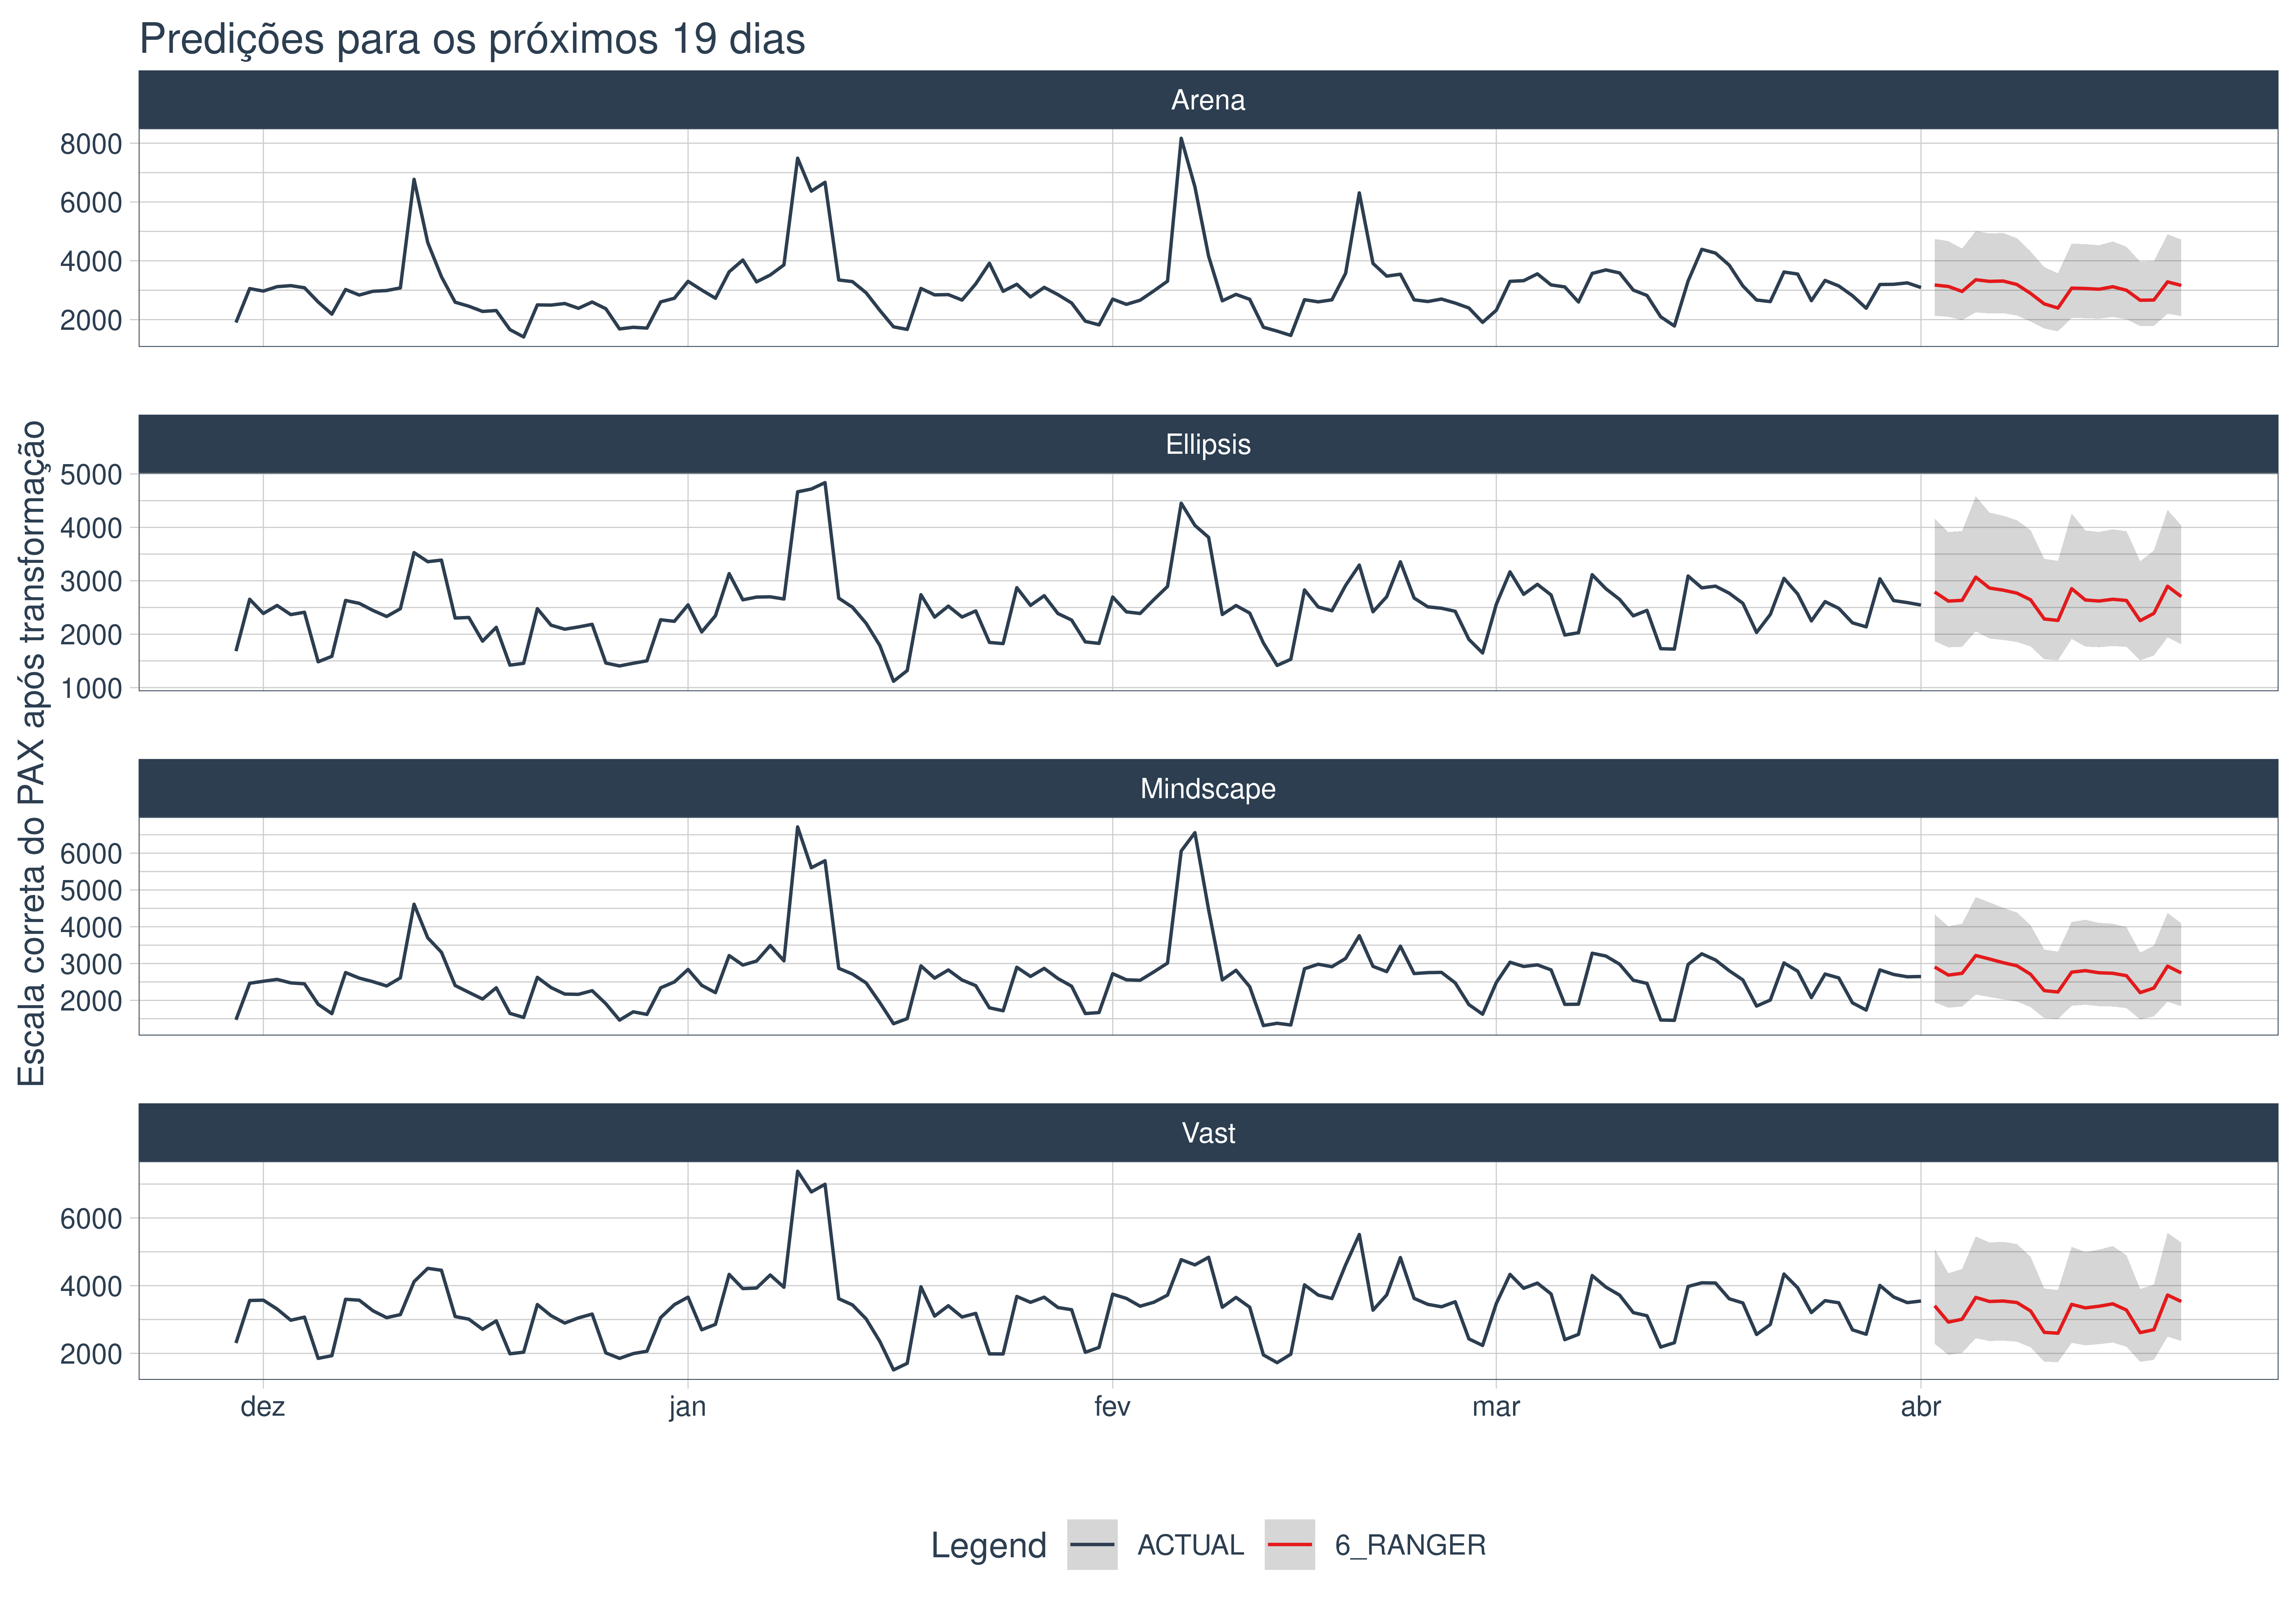 Predições para os próximos 19 dias
Escala correta do PAX após transformação
Arena
8000
6000
4000
2000
Ellipsis
5000
4000
3000
2000
1000
Mindscape
6000
5000
4000
3000
2000
Vast
6000
4000
2000
dez jan fev mar abr
Legend ACTUAL 6_RANGER